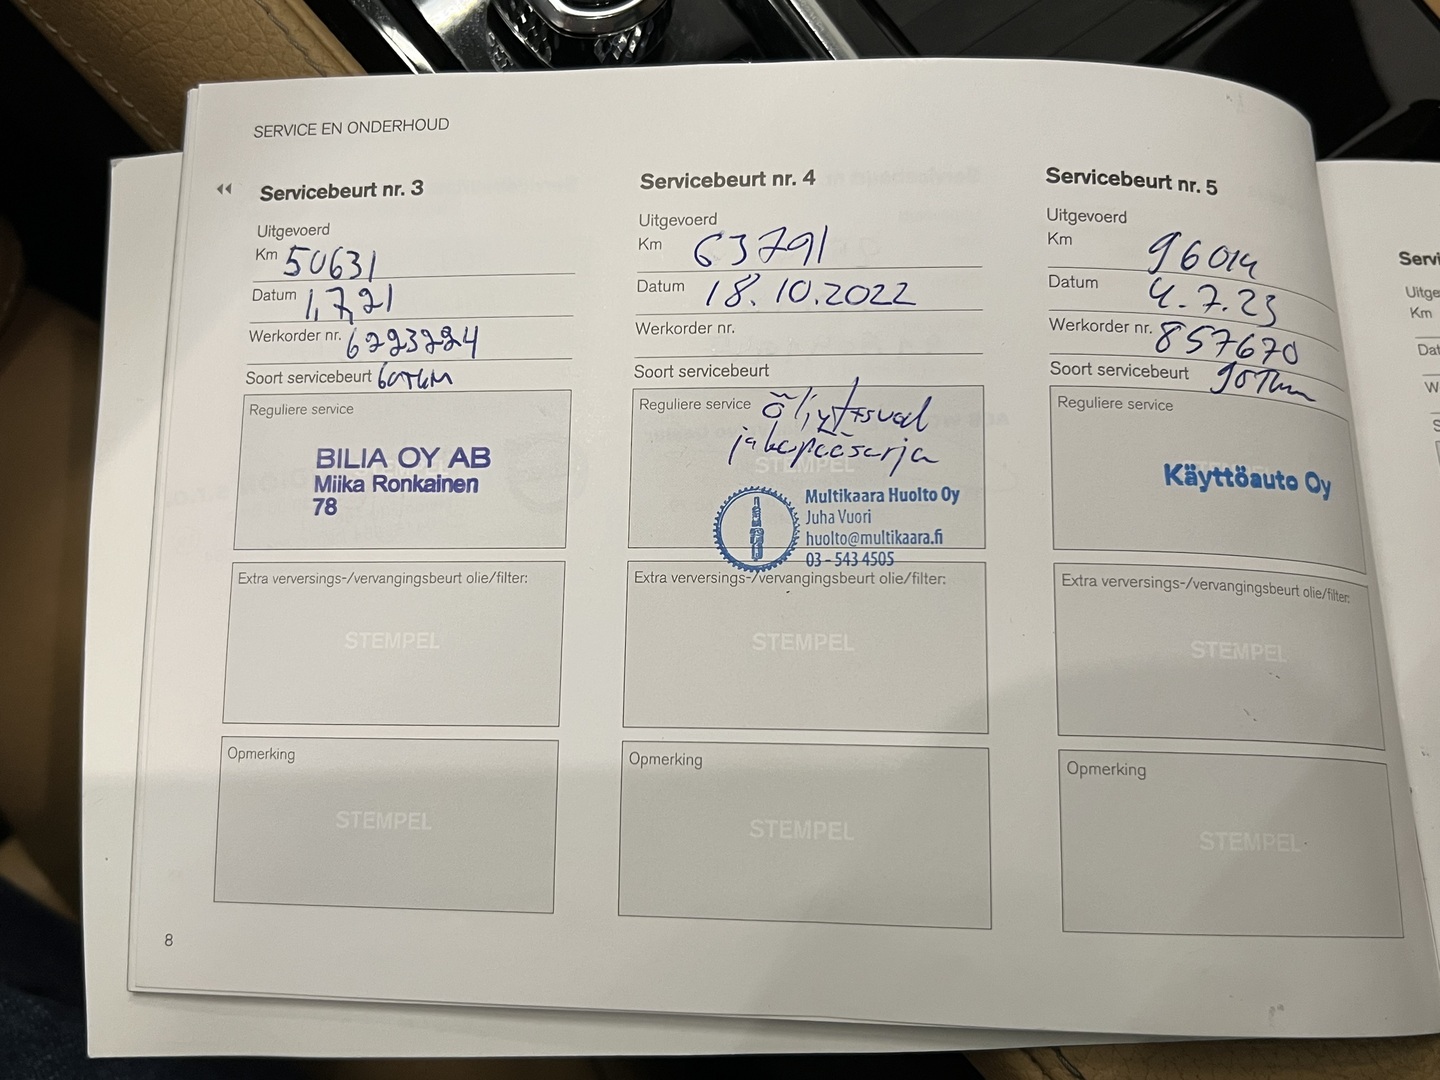 SERVICE EN ONDERHOUD
Servicebeurt nr. 3
Uitgevoerd
Km 50631
Datum 1,7,21
Werkorder nr. 6223224
Soort servicebeurt 60TKM
Reguliere service
BILIA OY AB
Miika Ronkainen
78
Extra verversings-/vervangingsbeurt olie/filter:
STEMPEL
Opmerking
STEMPEL
8
Servicebeurt nr. 4
Uitgevoerd
Km 63791
Datum 18.10.2022
Werkorder nr.
Soort servicebeurt
Reguliere service
STEMPEL
Multikaara Huolto Oy
Juha Vuori
huolto@multikaara.fi
03 - 543 4505
Extra verversings-/vervangingsbeurt olie/filter:
STEMPEL
Opmerking
STEMPEL
Servicebeurt nr. 5
Uitgevoerd
Km 96014
Datum 4.7.23
Werkorder nr. 857670
Soort servicebeurt 90Tkm
Reguliere service
Käyttöauto Oy
Extra verversings-/vervangingsbeurt olie/filter:
STEMPEL
Opmerking
STEMPEL
Km